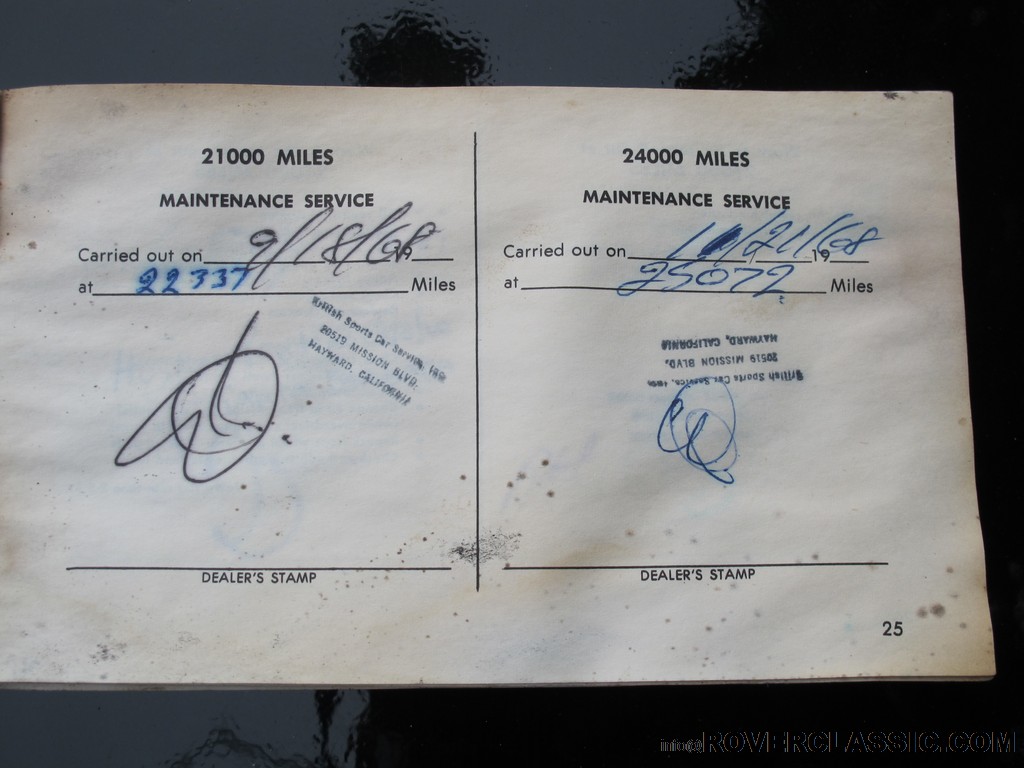 21000 MILES
MAINTENANCE SERVICE
Carried out on 9/18/68 19
at 22337 Miles
British Sports Car Service, Inc.
20519 MISSION BLVD.
HAYWARD, CALIFORNIA
DEALER'S STAMP
24000 MILES
MAINTENANCE SERVICE
Carried out on /21/68 19
at 25072 Miles
British Sports Car Service, Inc.
20519 MISSION BLVD.
HAYWARD, CALIFORNIA
DEALER'S STAMP
25
info@ROVERCLASSIC.COM